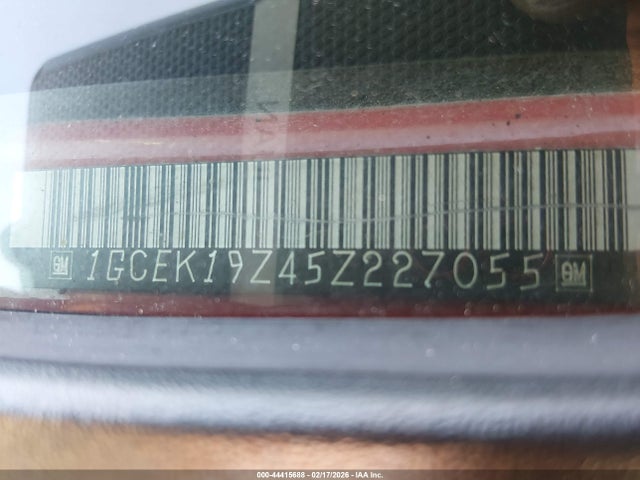 GM 1GCEK19Z45Z227055 GM
000-44415688 - 02/17/2026 - IAA Inc.